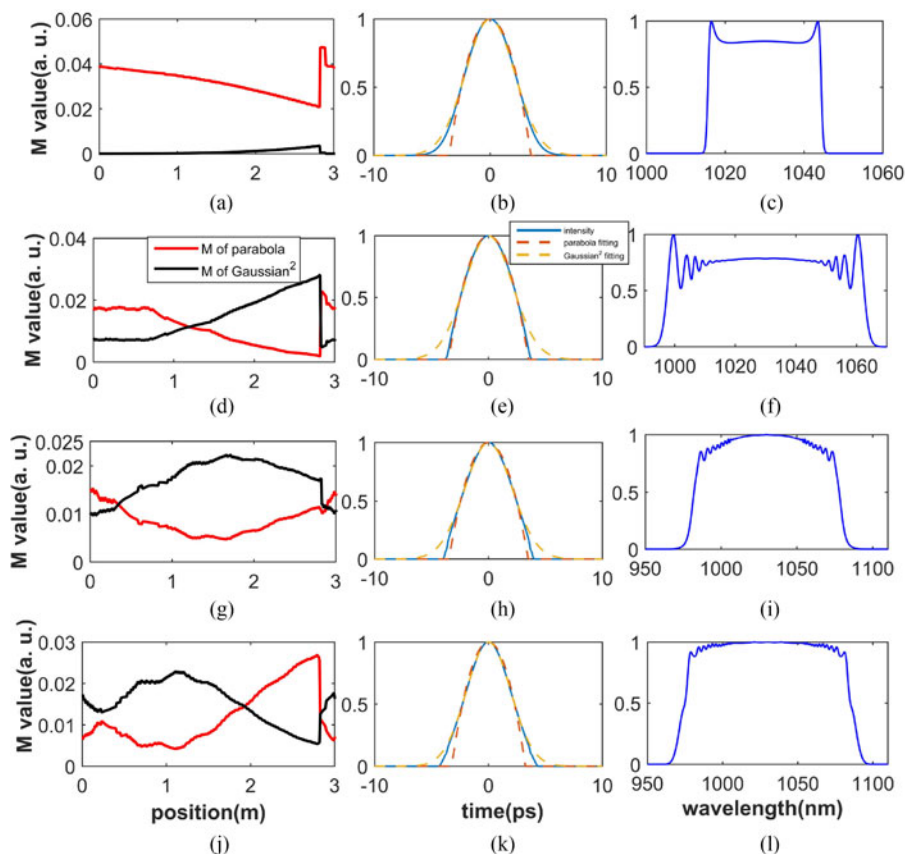 M value(a. u.)
0.06
0.04
0.02
0
0 1 2 3
(a)
1
0.5
0
-10 0 10
(b)
1
0.5
0
1000 1020 1040 1060
(c)
M value(a. u.)
0.04
0.02
0
0 1 2 3
M of parabola
M of Gaussian²
(d)
1
0.5
0
-10 0 10
intensity
parabola fitting
Gaussian² fitting
(e)
1
0.5
0
1000 1020 1040 1060
(f)
M value(a. u.)
0.025
0.02
0.01
0
0 1 2 3
(g)
1
0.5
0
-10 0 10
(h)
1
0.5
0
950 1000 1050 1100
(i)
M value(a. u.)
0.03
0.02
0.01
0
0 1 2 3
position(m)
(j)
1
0.5
0
-10 0 10
time(ps)
(k)
1
0.5
0
950 1000 1050 1100
wavelength(nm)
(l)